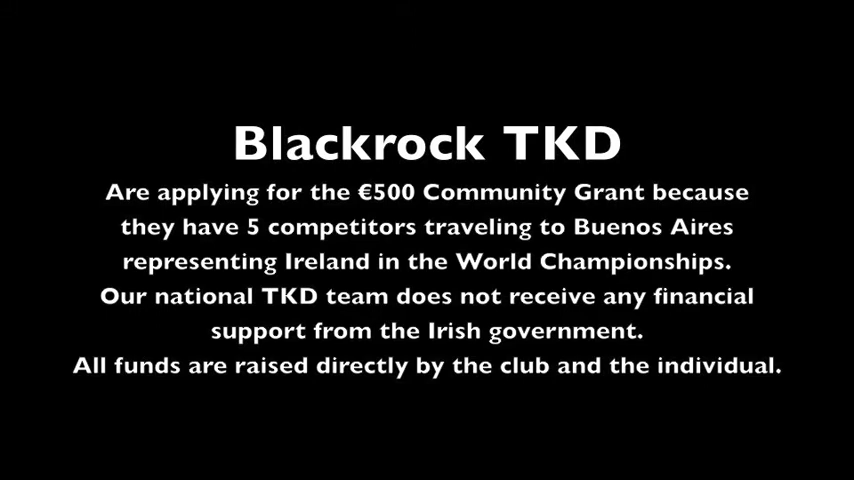 Blackrock TKD
Are applying for the €500 Community Grant because
they have 5 competitors traveling to Buenos Aires
representing Ireland in the World Championships.
Our national TKD team does not receive any financial
support from the Irish government.
All funds are raised directly by the club and the individual.